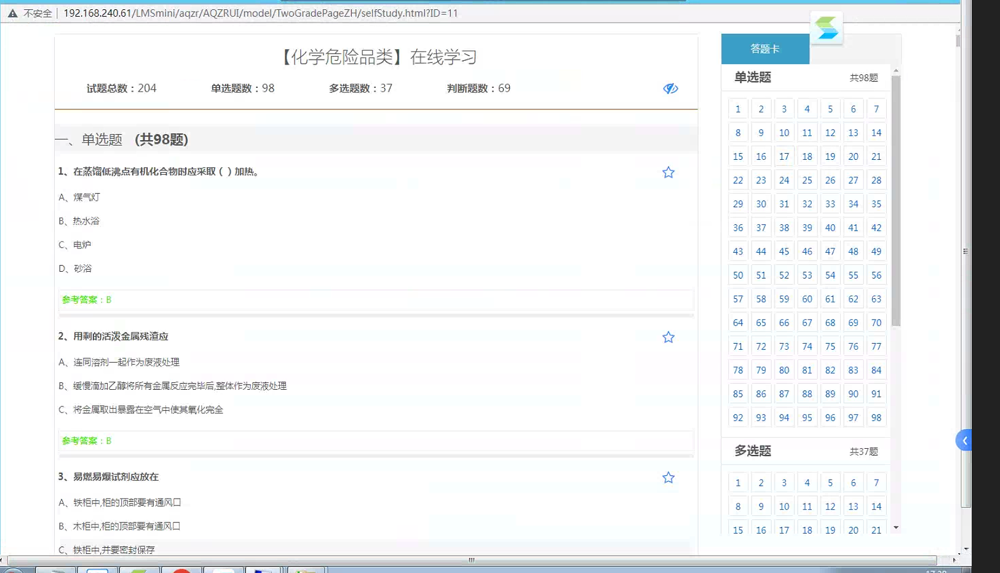 不安全 192.168.240.61/LMSmini/aqzr/AQZRUI/model/TwoGradePageZH/selfStudy.html?ID=11
【化学危险品类】在线学习
试题总数：204 单选题数：98 多选题数：37 判断题数：69
一、单选题 (共98题)
1、在蒸馏低沸点有机化合物时应采取（ ）加热。
A、煤气灯
B、热水浴
C、电炉
D、砂浴
参考答案：B
2、用剩的活泼金属残渣应
A、连同溶剂一起作为废液处理
B、缓慢滴加乙醇将所有金属反应完毕后,整体作为废液处理
C、将金属取出暴露在空气中使其氧化完全
参考答案：B
3、易燃易爆试剂应放在
A、铁柜中,柜的顶部要有通风口
B、木柜中,柜的顶部要有通风口
C、铁柜中,并要密封保存
答题卡
单选题 共98题
1 2 3 4 5 6 7
8 9 10 11 12 13 14
15 16 17 18 19 20 21
22 23 24 25 26 27 28
29 30 31 32 33 34 35
36 37 38 39 40 41 42
43 44 45 46 47 48 49
50 51 52 53 54 55 56
57 58 59 60 61 62 63
64 65 66 67 68 69 70
71 72 73 74 75 76 77
78 79 80 81 82 83 84
85 86 87 88 89 90 91
92 93 94 95 96 97 98
多选题 共37题
1 2 3 4 5 6 7
8 9 10 11 12 13 14
15 16 17 18 19 20 21